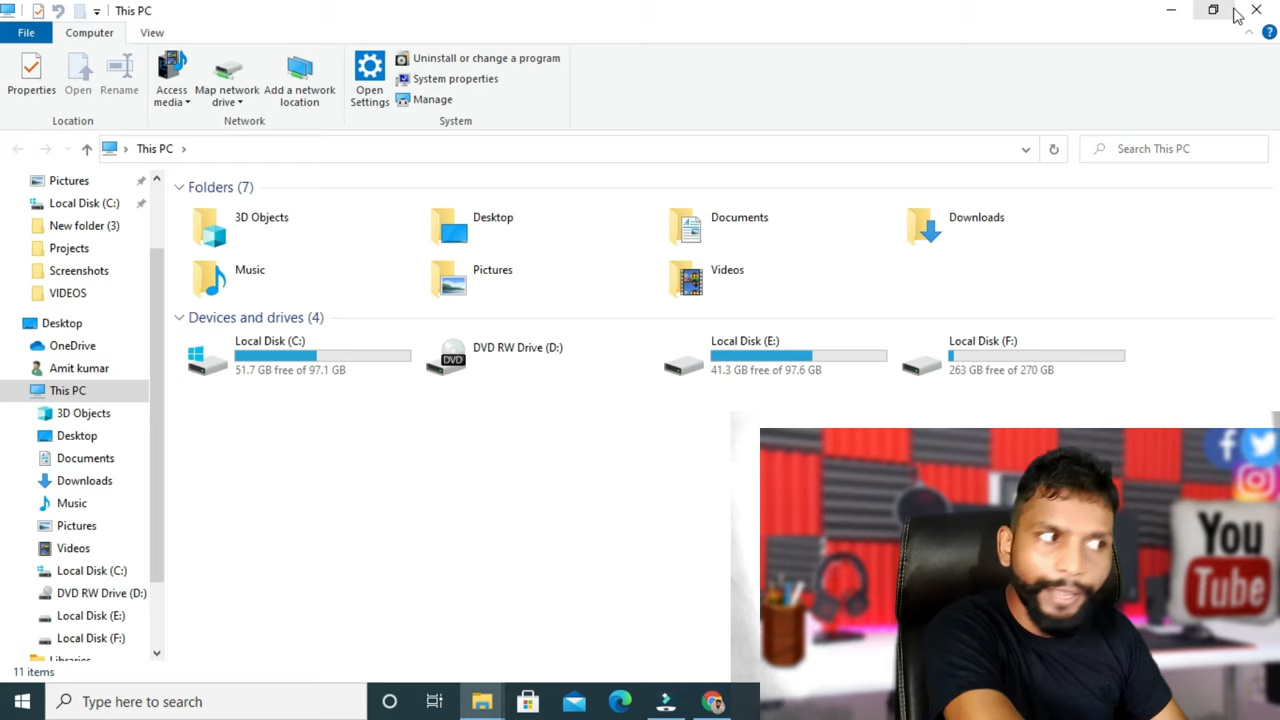 This PC
File Computer View
Properties Open Rename
Access media Map network drive Add a network location
Open Settings
Uninstall or change a program
System properties
Manage
Location Network System
This PC
Search This PC
Pictures
Local Disk (C:)
New folder (3)
Projects
Screenshots
VIDEOS
Desktop
OneDrive
Amit kumar
This PC
3D Objects
Desktop
Documents
Downloads
Music
Pictures
Videos
Local Disk (C:)
DVD RW Drive (D:)
Local Disk (E:)
Local Disk (F:)
Libraries
Folders (7)
3D Objects Desktop Documents Downloads
Music Pictures Videos
Devices and drives (4)
Local Disk (C:)
51.7 GB free of 97.1 GB
DVD RW Drive (D:)
DVD
Local Disk (E:)
41.3 GB free of 97.6 GB
Local Disk (F:)
263 GB free of 270 GB
You
Tube
11 items
Type here to search